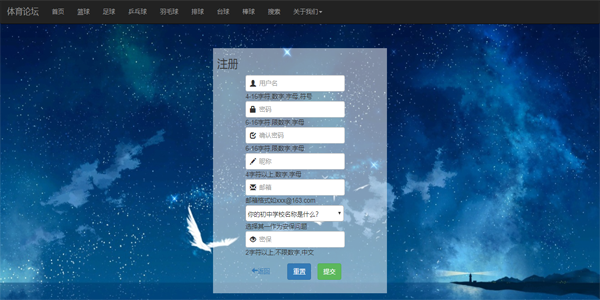 体育论坛 首页 篮球 足球 乒乓球 羽毛球 排球 台球 棒球 搜索 关于我们
注册
用户名
4-16字符,数字,字母,符号
密码
6-16字符,限数字,字母
确认密码
6-16字符,限数字,字母
昵称
4字符以上,数字,字母
邮箱
邮箱格式如xxx@163.com
你的初中学校名称是什么?
选择其一作为安保问题
密保
2字符以上,不限数字,中文
返回 重置 提交